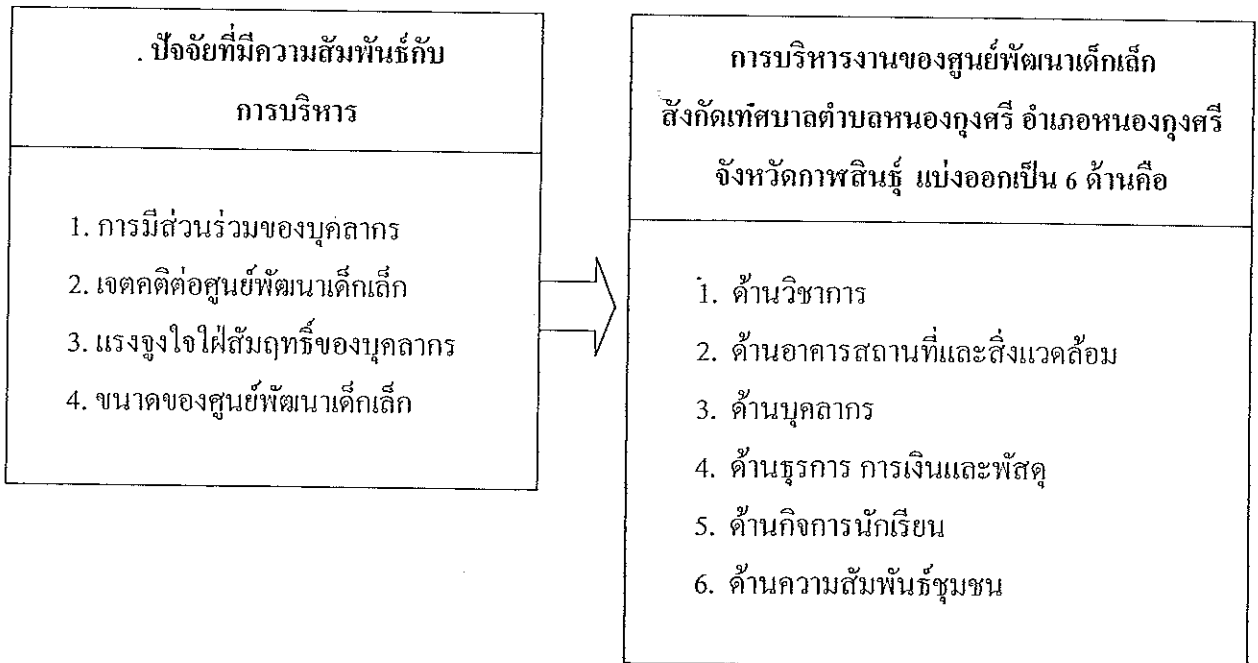 . ปัจจัยที่มีความสัมพันธ์กับ
การบริหาร
1. การมีส่วนร่วมของบุคลากร
2. เจตคติต่อศูนย์พัฒนาเด็กเล็ก
3. แรงจูงใจใฝ่สัมฤทธิ์ของบุคลากร
4. ขนาดของศูนย์พัฒนาเด็กเล็ก
การบริหารงานของศูนย์พัฒนาเด็กเล็ก
สังกัดเทศบาลตำบลหนองกุงศรี อำเภอหนองกุงศรี
จังหวัดกาฬสินธุ์ แบ่งออกเป็น 6 ด้านคือ
1. ด้านวิชาการ
2. ด้านอาคารสถานที่และสิ่งแวดล้อม
3. ด้านบุคลากร
4. ด้านธุรการ การเงินและพัสดุ
5. ด้านกิจการนักเรียน
6. ด้านความสัมพันธ์ชุมชน